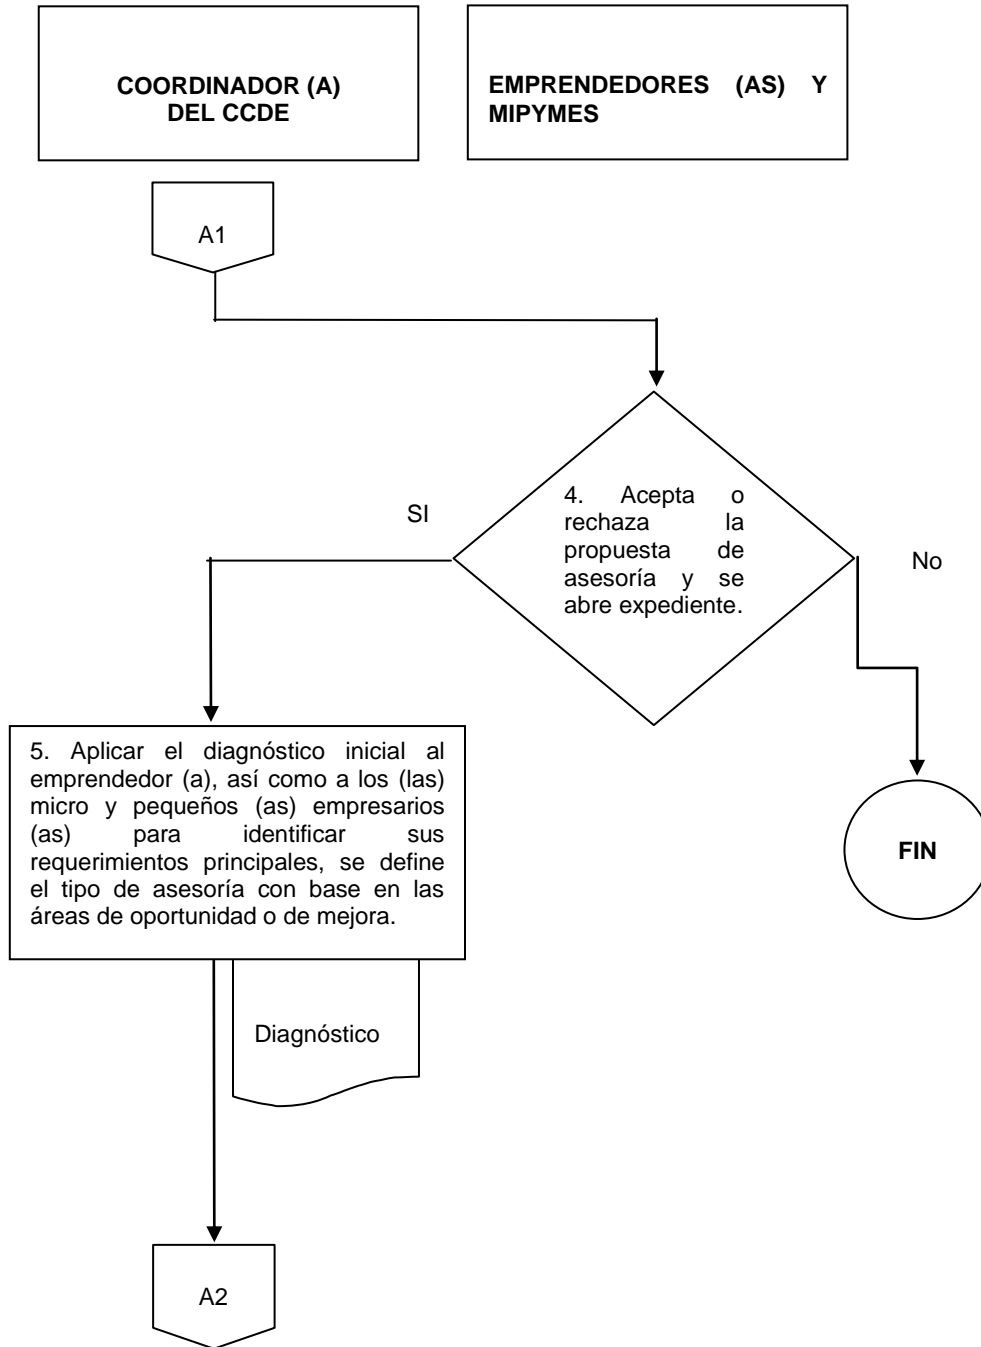 COORDINADOR (A)
DEL CCDE
EMPRENDEDORES (AS) Y
MIPYMES
A1
4. Acepta o
rechaza la
propuesta de
asesoría y se
abre expediente.
SI
No
5. Aplicar el diagnóstico inicial al
emprendedor (a), así como a los (las)
micro y pequeños (as) empresarios
(as) para identificar sus
requerimientos principales, se define
el tipo de asesoría con base en las
áreas de oportunidad o de mejora.
FIN
Diagnóstico
A2